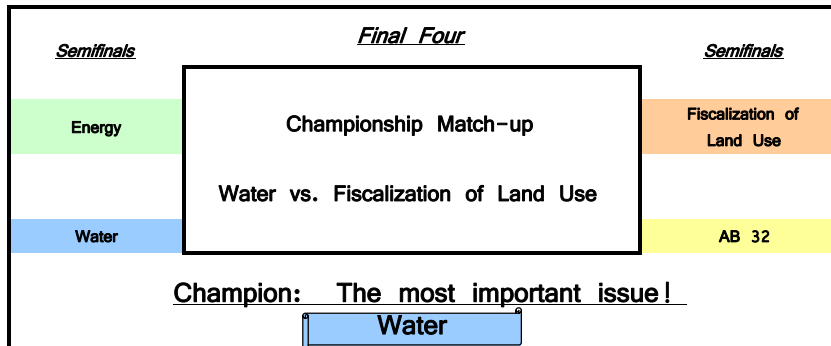 Final Four
Semifinals
Semifinals
Energy
Championship Match-up
Fiscalization of
Land Use
Water vs. Fiscalization of Land Use
Water
AB 32
Champion: The most important issue!
Water